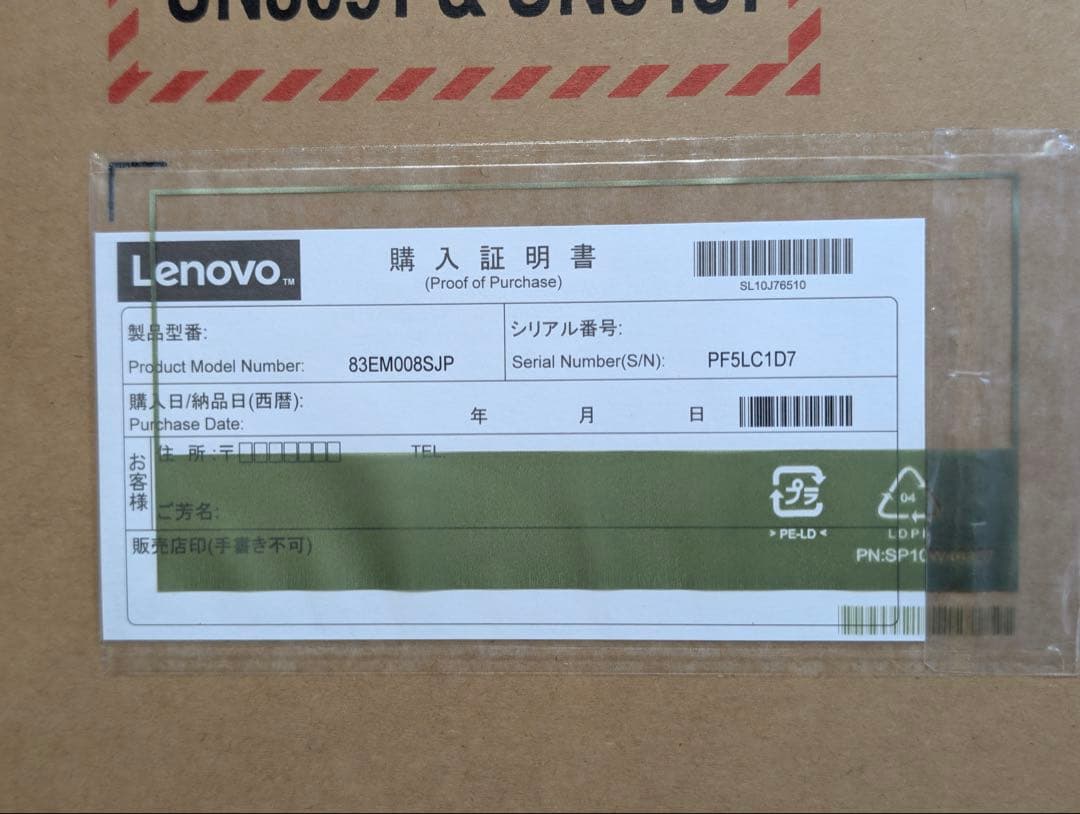 Lenovo™
購入証明書
(Proof of Purchase)
SL10J76510
製品型番:
Product Model Number: 83EM008SJP
シリアル番号:
Serial Number(S/N): PF5LC1D7
購入日/納品日(西暦):
Purchase Date:
年 月 日
お客様
住 所:〒 TEL.
ご芳名:
販売店印(手書き不可)
プラ
>PE-LD<
04
PN:SP10